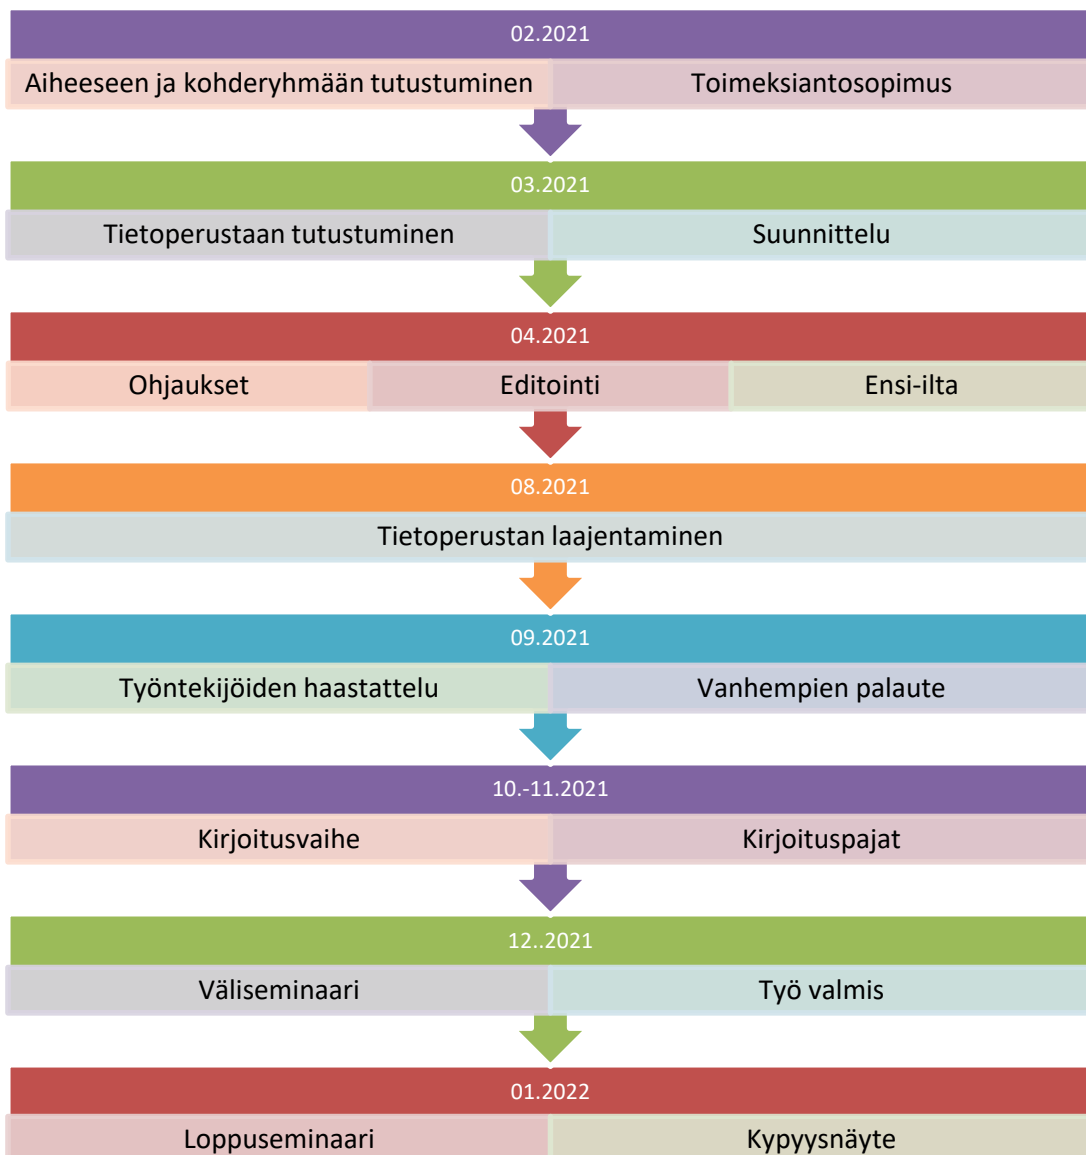 02.2021
Aiheeseen ja kohderyhmään tutustuminen
Toimeksiantosopimus
03.2021
Tietoperustaan tutustuminen
Suunnittelu
04.2021
Ohjaukset
Editointi
Ensi-ilta
08.2021
Tietoperustan laajentaminen
09.2021
Työntekijöiden haastattelu
Vanhempien palaute
10.-11.2021
Kirjoitusvaihe
Kirjoituspajat
12..2021
Väliseminaari
Työ valmis
01.2022
Loppuseminaari
Kypyysnäyte